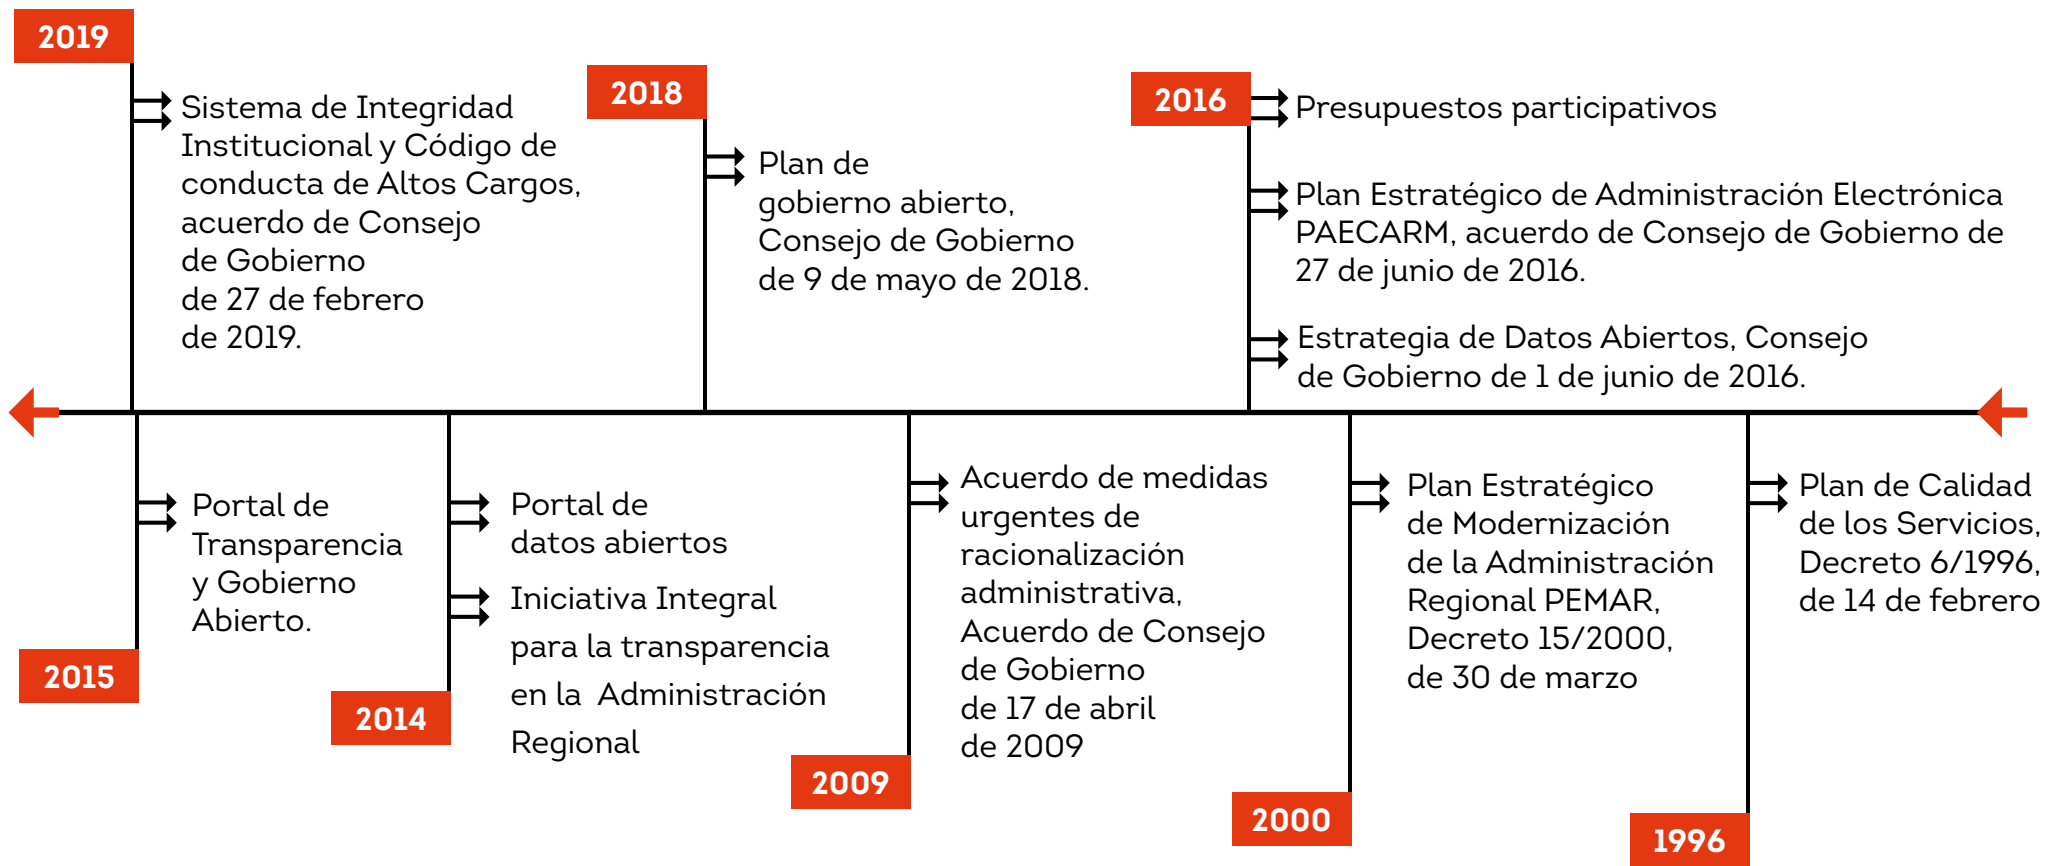 2019
Sistema de Integridad
Institucional y Código de
conducta de Altos Cargos,
acuerdo de Consejo
de Gobierno
de 27 de febrero
de 2019.
2018
Plan de
gobierno abierto,
Consejo de Gobierno
de 9 de mayo de 2018.
2016
Presupuestos participativos
Plan Estratégico de Administración Electrónica
PAECARM, acuerdo de Consejo de Gobierno de
27 de junio de 2016.
Estrategia de Datos Abiertos, Consejo
de Gobierno de 1 de junio de 2016.
Portal de
Transparencia
y Gobierno
Abierto.
2015
Portal de
datos abiertos
Iniciativa Integral
para la transparencia
en la Administración
Regional
2014
Acuerdo de medidas
urgentes de
racionalización
administrativa,
Acuerdo de Consejo
de Gobierno
de 17 de abril
de 2009
2009
Plan Estratégico
de Modernización
de la Administración
Regional PEMAR,
Decreto 15/2000,
de 30 de marzo
2000
Plan de Calidad
de los Servicios,
Decreto 6/1996,
de 14 de febrero
1996